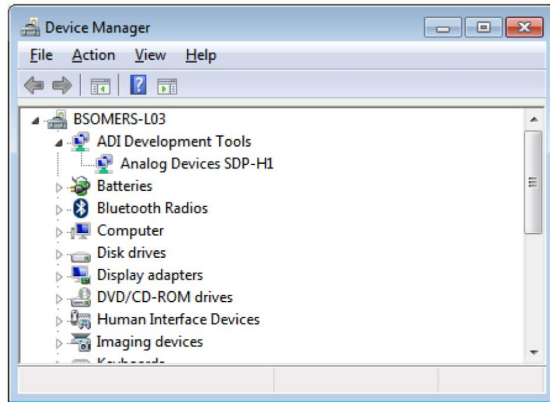 Device Manager
File Action View Help
BSOMERS-L03
ADI Development Tools
Analog Devices SDP-H1
Batteries
Bluetooth Radios
Computer
Disk drives
Display adapters
DVD/CD-ROM drives
Human Interface Devices
Imaging devices
Keyboards